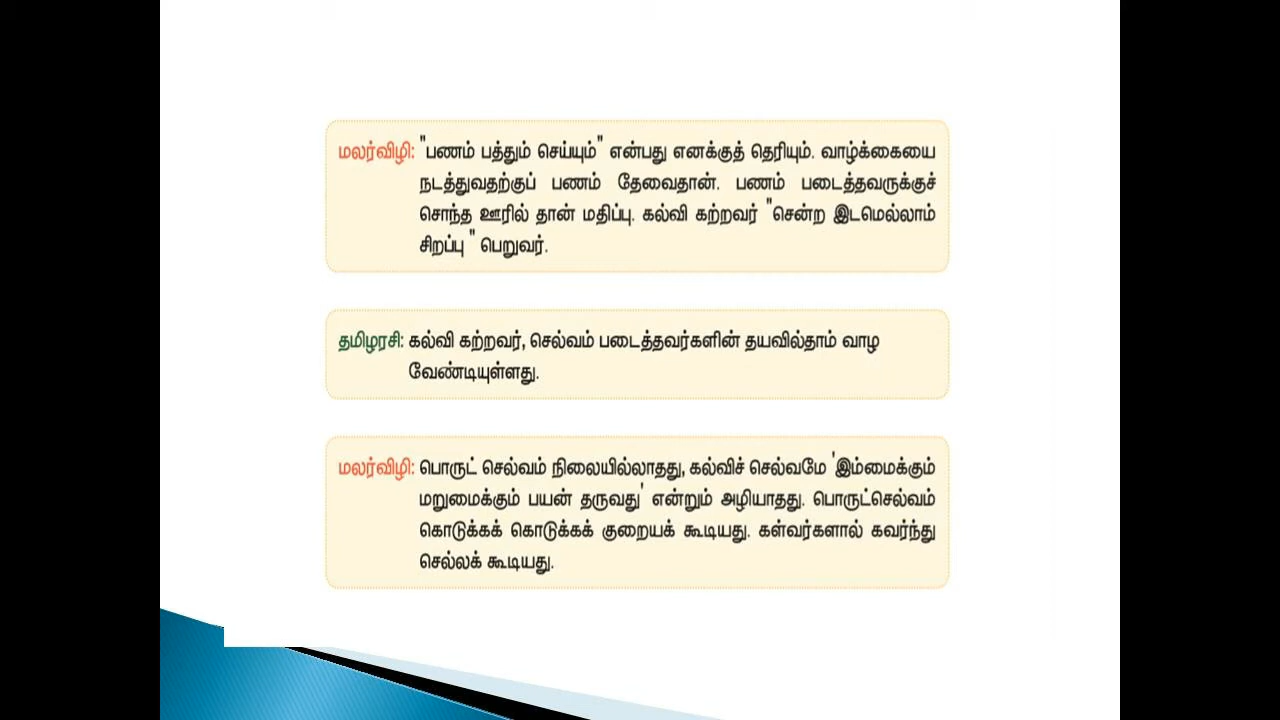 மலர்விழி: "பணம் பத்தும் செய்யும்" என்பது எனக்குத் தெரியும். வாழ்க்கையை
நடத்துவதற்குப் பணம் தேவைதான். பணம் படைத்தவருக்குச்
சொந்த ஊரில் தான் மதிப்பு. கல்வி கற்றவர் "சென்ற இடமெல்லாம்
சிறப்பு " பெறுவர்.
தமிழரசி: கல்வி கற்றவர், செல்வம் படைத்தவர்களின் தயவில்தாம் வாழ
வேண்டியுள்ளது.
மலர்விழி: பொருட் செல்வம் நிலையில்லாதது, கல்விச் செல்வமே 'இம்மைக்கும்
மறுமைக்கும் பயன் தருவது' என்றும் அழியாதது. பொருட்செல்வம்
கொடுக்கக் கொடுக்கக் குறையக் கூடியது. கள்வர்களால் கவர்ந்து
செல்லக் கூடியது.